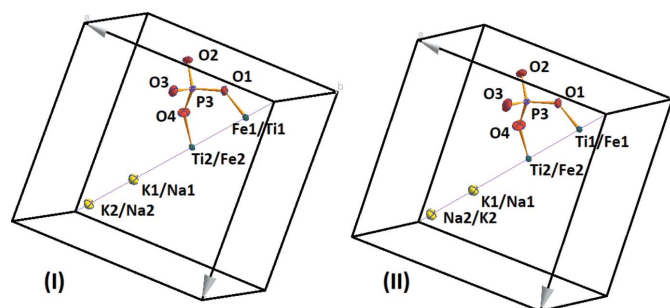 a
b
O2
O3
P3
O1
O4
Fe1/Ti1
Ti2/Fe2
K1/Na1
K2/Na2
(I)
a
O2
O3
P3
O1
O4
Ti1/Fe1
Ti2/Fe2
K1/Na1
Na2/K2
(II)